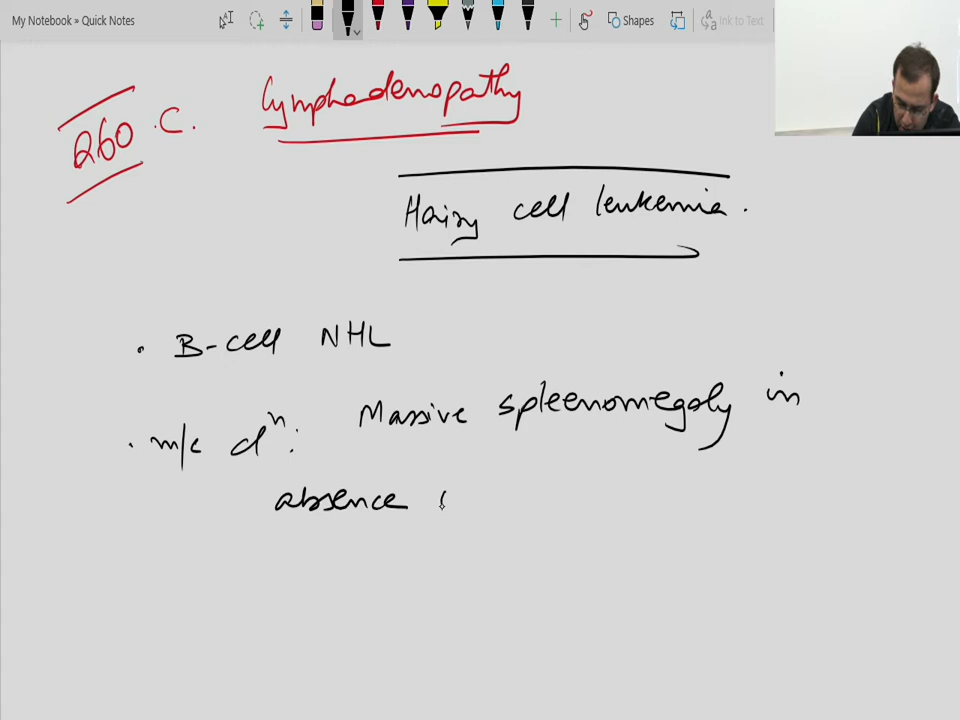 My Notebook » Quick Notes
Shapes
Ink to Text
260 . C. Lymphadenopathy
Hairy cell leukemia.
. B-cell NHL
. m/c dⁿ: Massive spleenomegaly in
absence